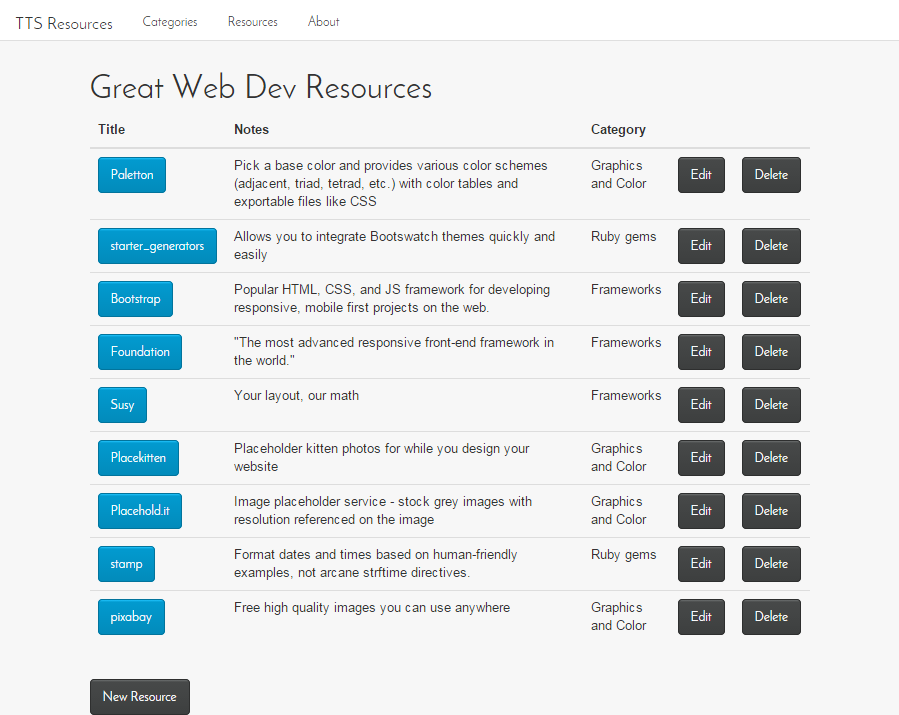 TTS Resources Categories Resources About
Great Web Dev Resources
Title Notes Category
Paletton Pick a base color and provides various color schemes Graphics Edit Delete
(adjacent, triad, tetrad, etc.) with color tables and and Color
exportable files like CSS
starter_generators Allows you to integrate Bootswatch themes quickly and Ruby gems Edit Delete
easily
Bootstrap Popular HTML, CSS, and JS framework for developing Frameworks Edit Delete
responsive, mobile first projects on the web.
Foundation "The most advanced responsive front-end framework in Frameworks Edit Delete
the world."
Susy Your layout, our math Frameworks Edit Delete
Placekitten Placeholder kitten photos for while you design your Graphics Edit Delete
website and Color
Placehold.it Image placeholder service - stock grey images with Graphics Edit Delete
resolution referenced on the image and Color
stamp Format dates and times based on human-friendly Ruby gems Edit Delete
examples, not arcane strftime directives.
pixabay Free high quality images you can use anywhere Graphics Edit Delete
and Color
New Resource